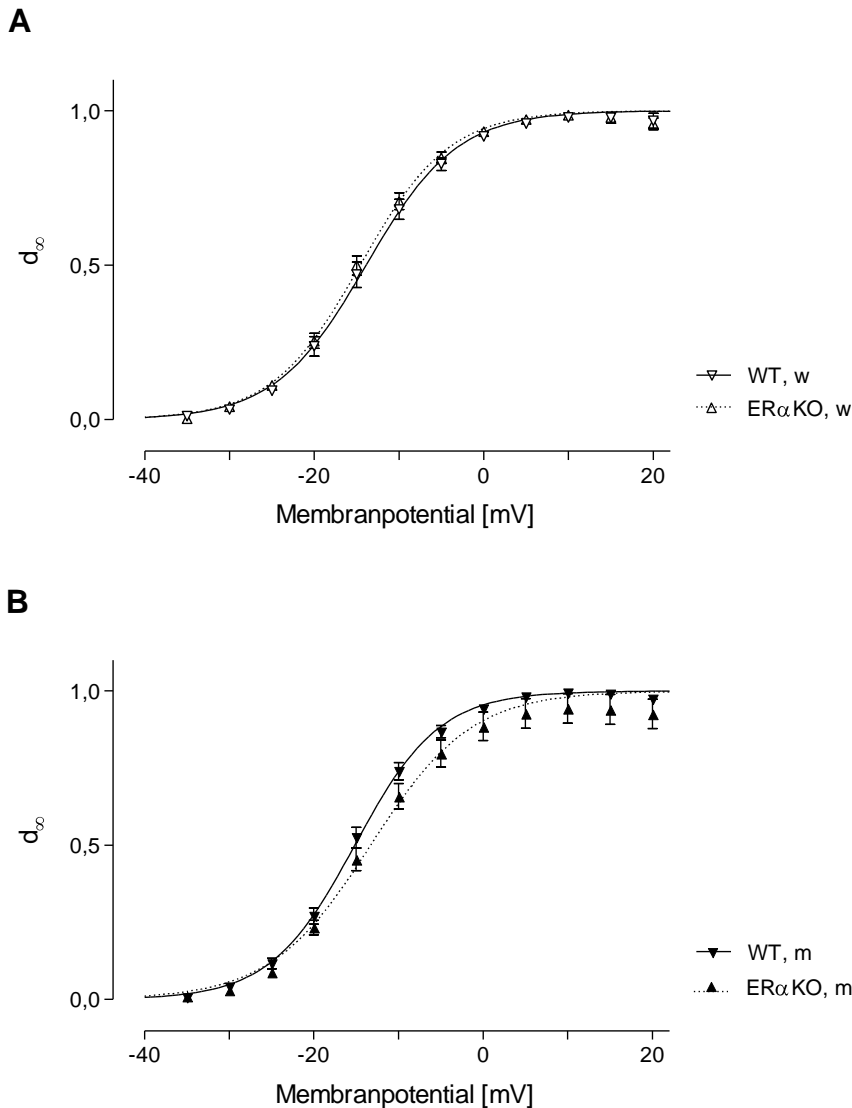 A
1,0
0,5
0,0
d∞
-40 -20 0 20
Membranpotential [mV]
WT, w
ERαKO, w
B
1,0
0,5
0,0
d∞
-40 -20 0 20
Membranpotential [mV]
WT, m
ERαKO, m